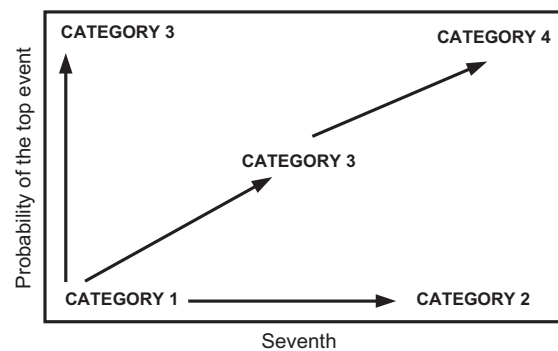 CATEGORY 3
CATEGORY 4
Probability of the top event
CATEGORY 3
CATEGORY 1
CATEGORY 2
Seventh